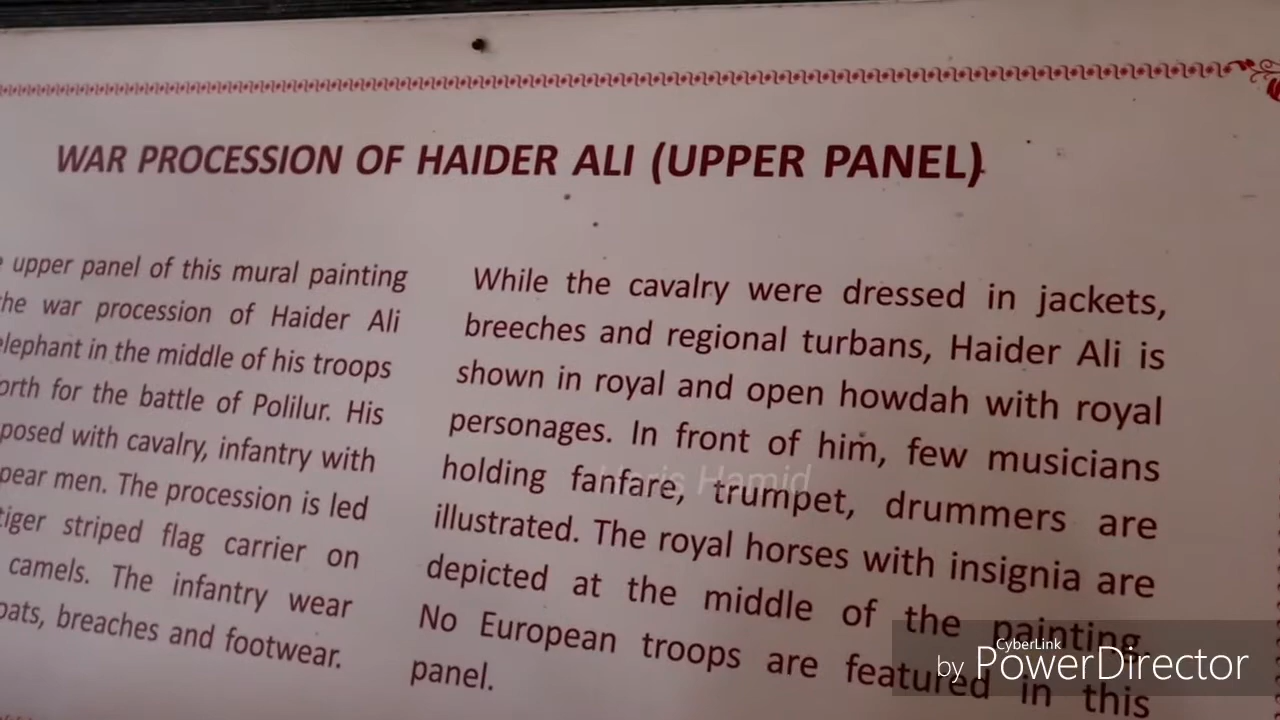 WAR PROCESSION OF HAIDER ALI (UPPER PANEL)
upper panel of this mural painting
the war procession of Haider Ali
elephant in the middle of his troops
forth for the battle of Polilur. His
posed with cavalry, infantry with
spear men. The procession is led
tiger striped flag carrier on
camels. The infantry wear
oats, breaches and footwear.
While the cavalry were dressed in jackets,
breeches and regional turbans, Haider Ali is
shown in royal and open howdah with royal
personages. In front of him, few musicians
holding fanfare, trumpet, drummers are
illustrated. The royal horses with insignia are
depicted at the middle of the painting.
No European troops are featured in this
panel.
Haris Hamid
CyberLink
by PowerDirector